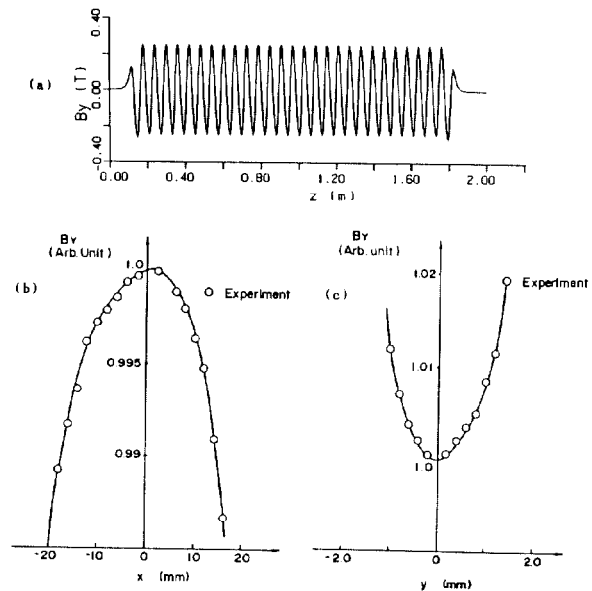 0.40
(a)
By (T)
0.00
-0.40
0.00 0.40 0.80 1.20 1.60 2.00
z (m)
By
(Arb. Unit)
(b)
1.0
Experiment
0.995
0.99
-20 -10 0 10 20
x (mm)
By
(Arb. unit)
(c)
1.02
Experiment
1.01
1.0
-2.0 0 2.0
y (mm)